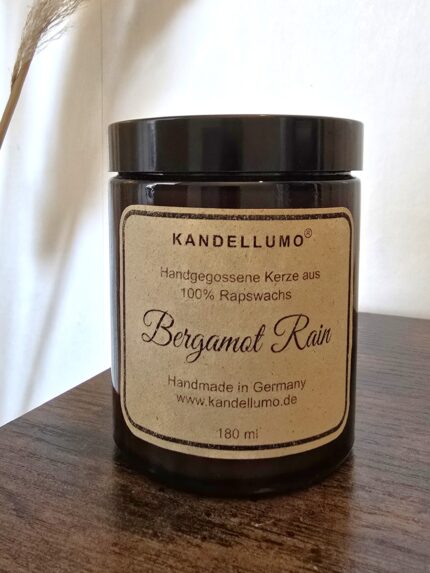 KANDELLUMO®
Handgegossene Kerze aus
100% Rapswachs
Bergamot Rain
Handmade in Germany
www.kandellumo.de
180 ml